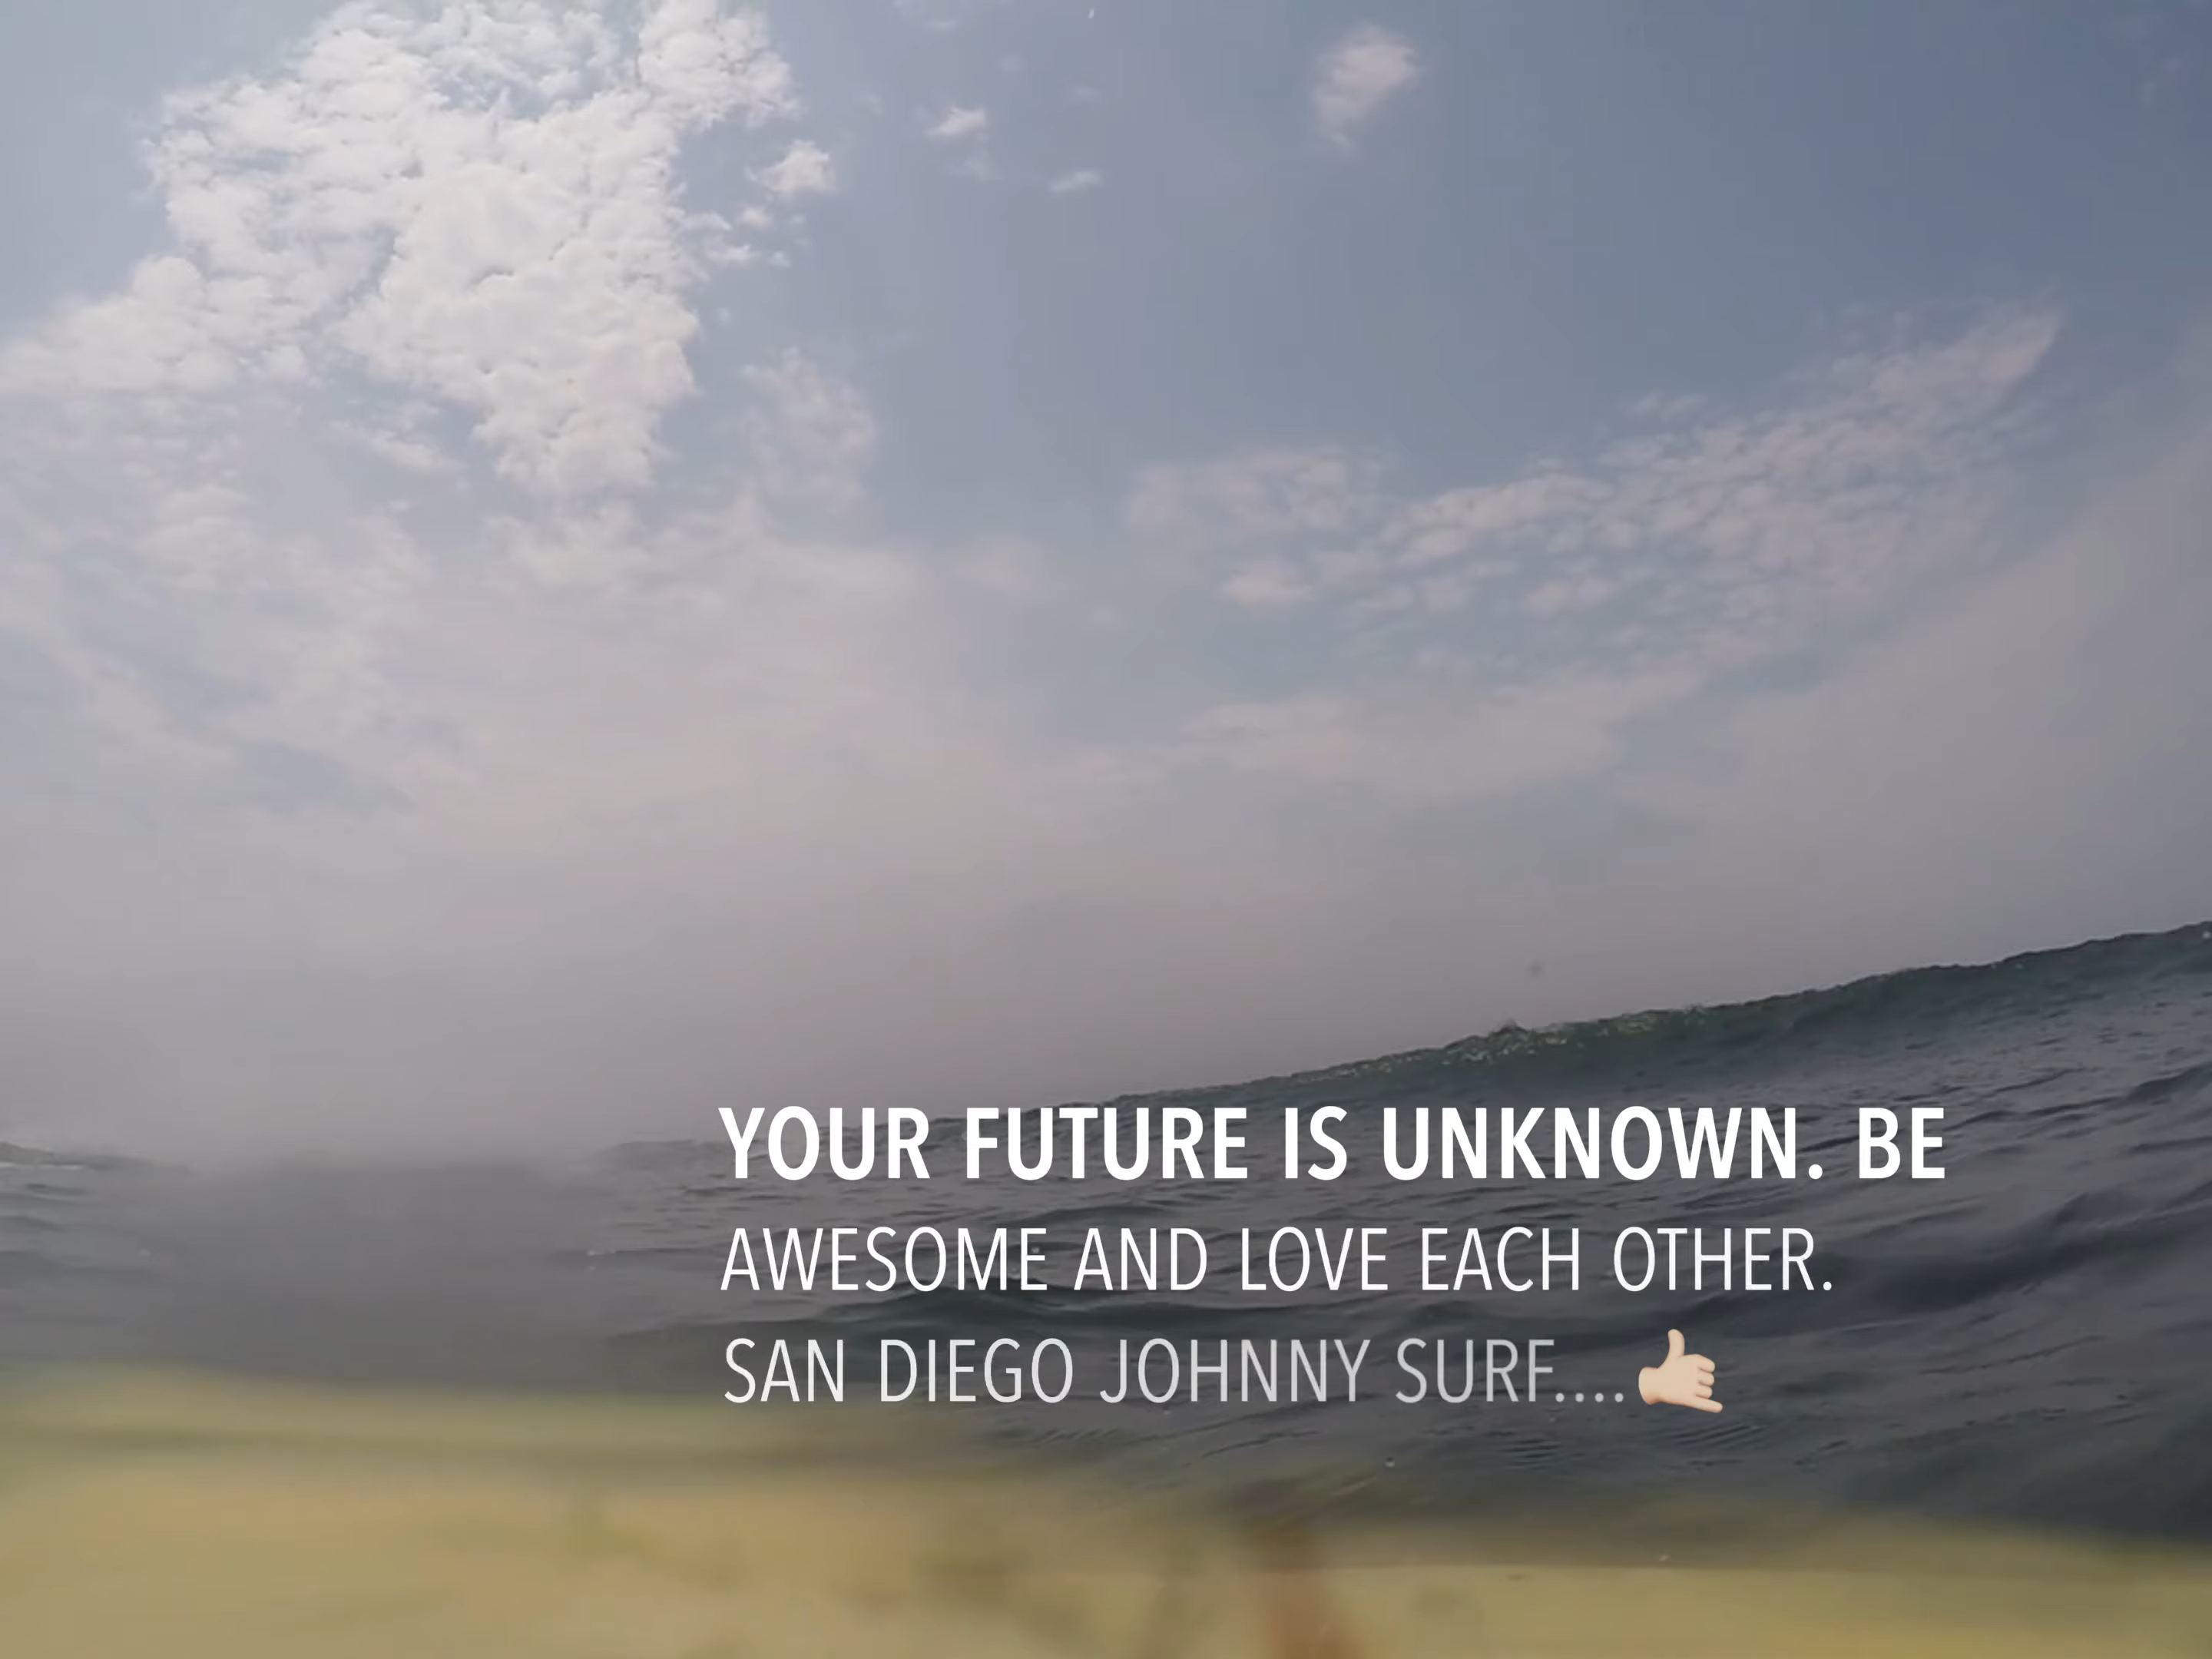 YOUR FUTURE IS UNKNOWN. BE
AWESOME AND LOVE EACH OTHER.
SAN DIEGO JOHNNY SURF....🤙🏻